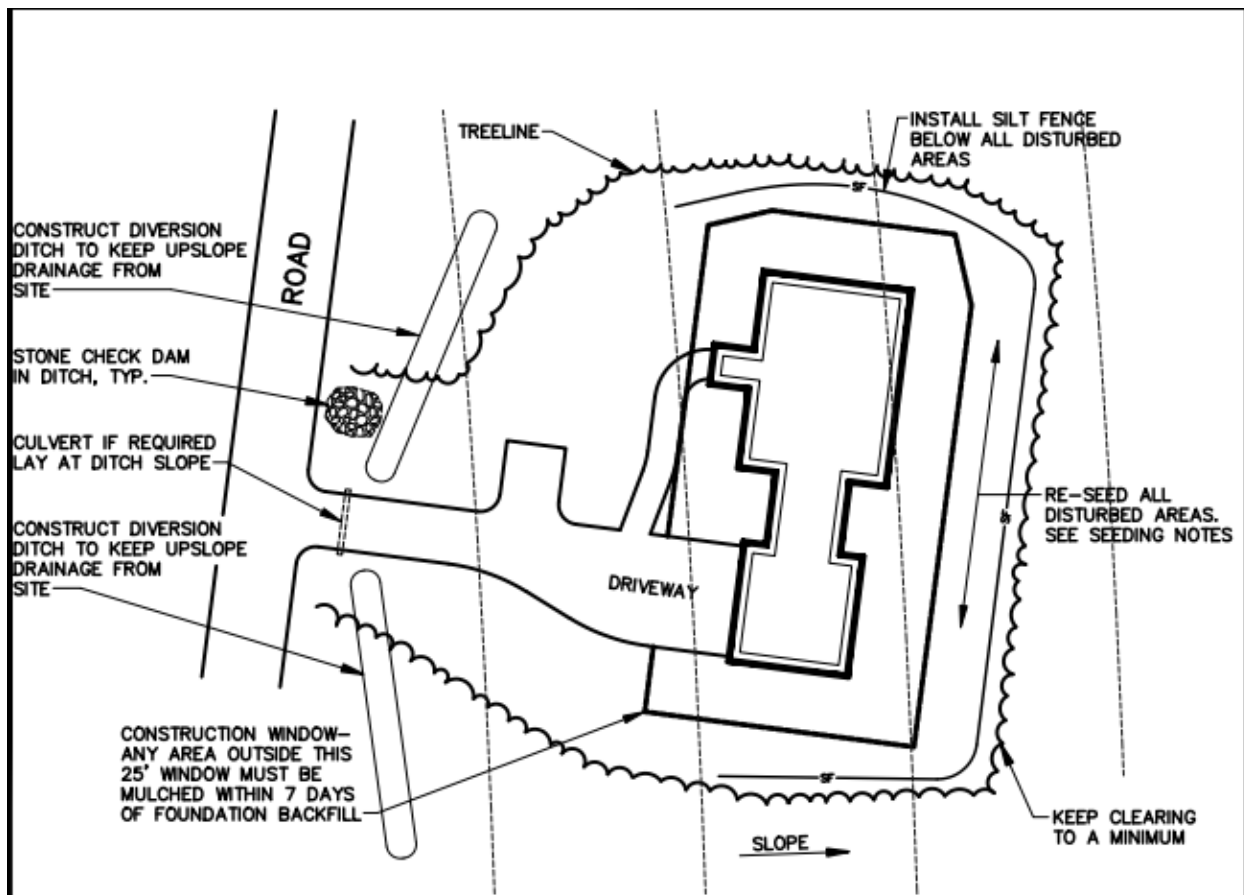 TREELINE
INSTALL SILT FENCE
BELOW ALL DISTURBED
AREAS
SF
CONSTRUCT DIVERSION
DITCH TO KEEP UPSLOPE
DRAINAGE FROM
SITE
ROAD
STONE CHECK DAM
IN DITCH, TYP.
CULVERT IF REQUIRED
LAY AT DITCH SLOPE
CONSTRUCT DIVERSION
DITCH TO KEEP UPSLOPE
DRAINAGE FROM
SITE
RE-SEED ALL
DISTURBED AREAS.
SEE SEEDING NOTES
SF
DRIVEWAY
CONSTRUCTION WINDOW-
ANY AREA OUTSIDE THIS
25' WINDOW MUST BE
MULCHED WITHIN 7 DAYS
OF FOUNDATION BACKFILL
SF
KEEP CLEARING
TO A MINIMUM
SLOPE